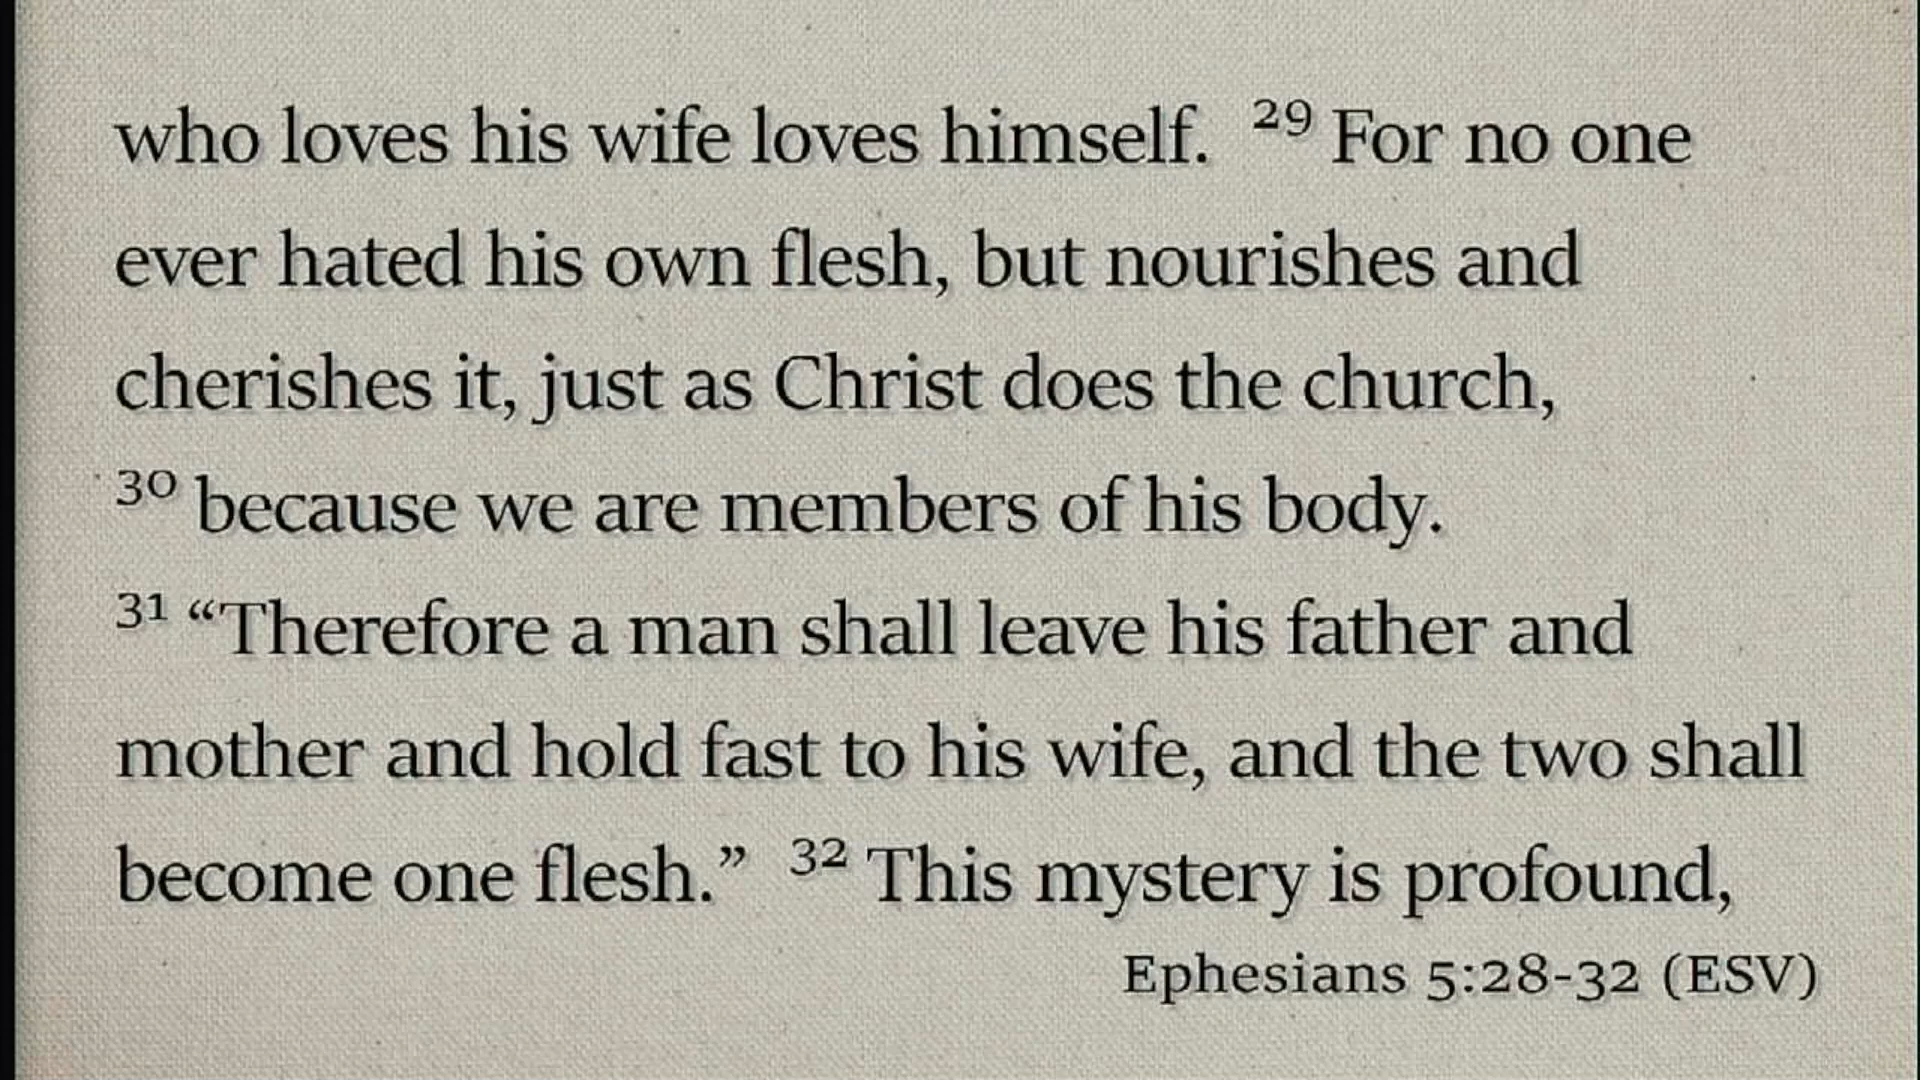 who loves his wife loves himself. 29 For no one
ever hated his own flesh, but nourishes and
cherishes it, just as Christ does the church,
30 because we are members of his body.
31 “Therefore a man shall leave his father and
mother and hold fast to his wife, and the two shall
become one flesh.” 32 This mystery is profound,
Ephesians 5:28-32 (ESV)